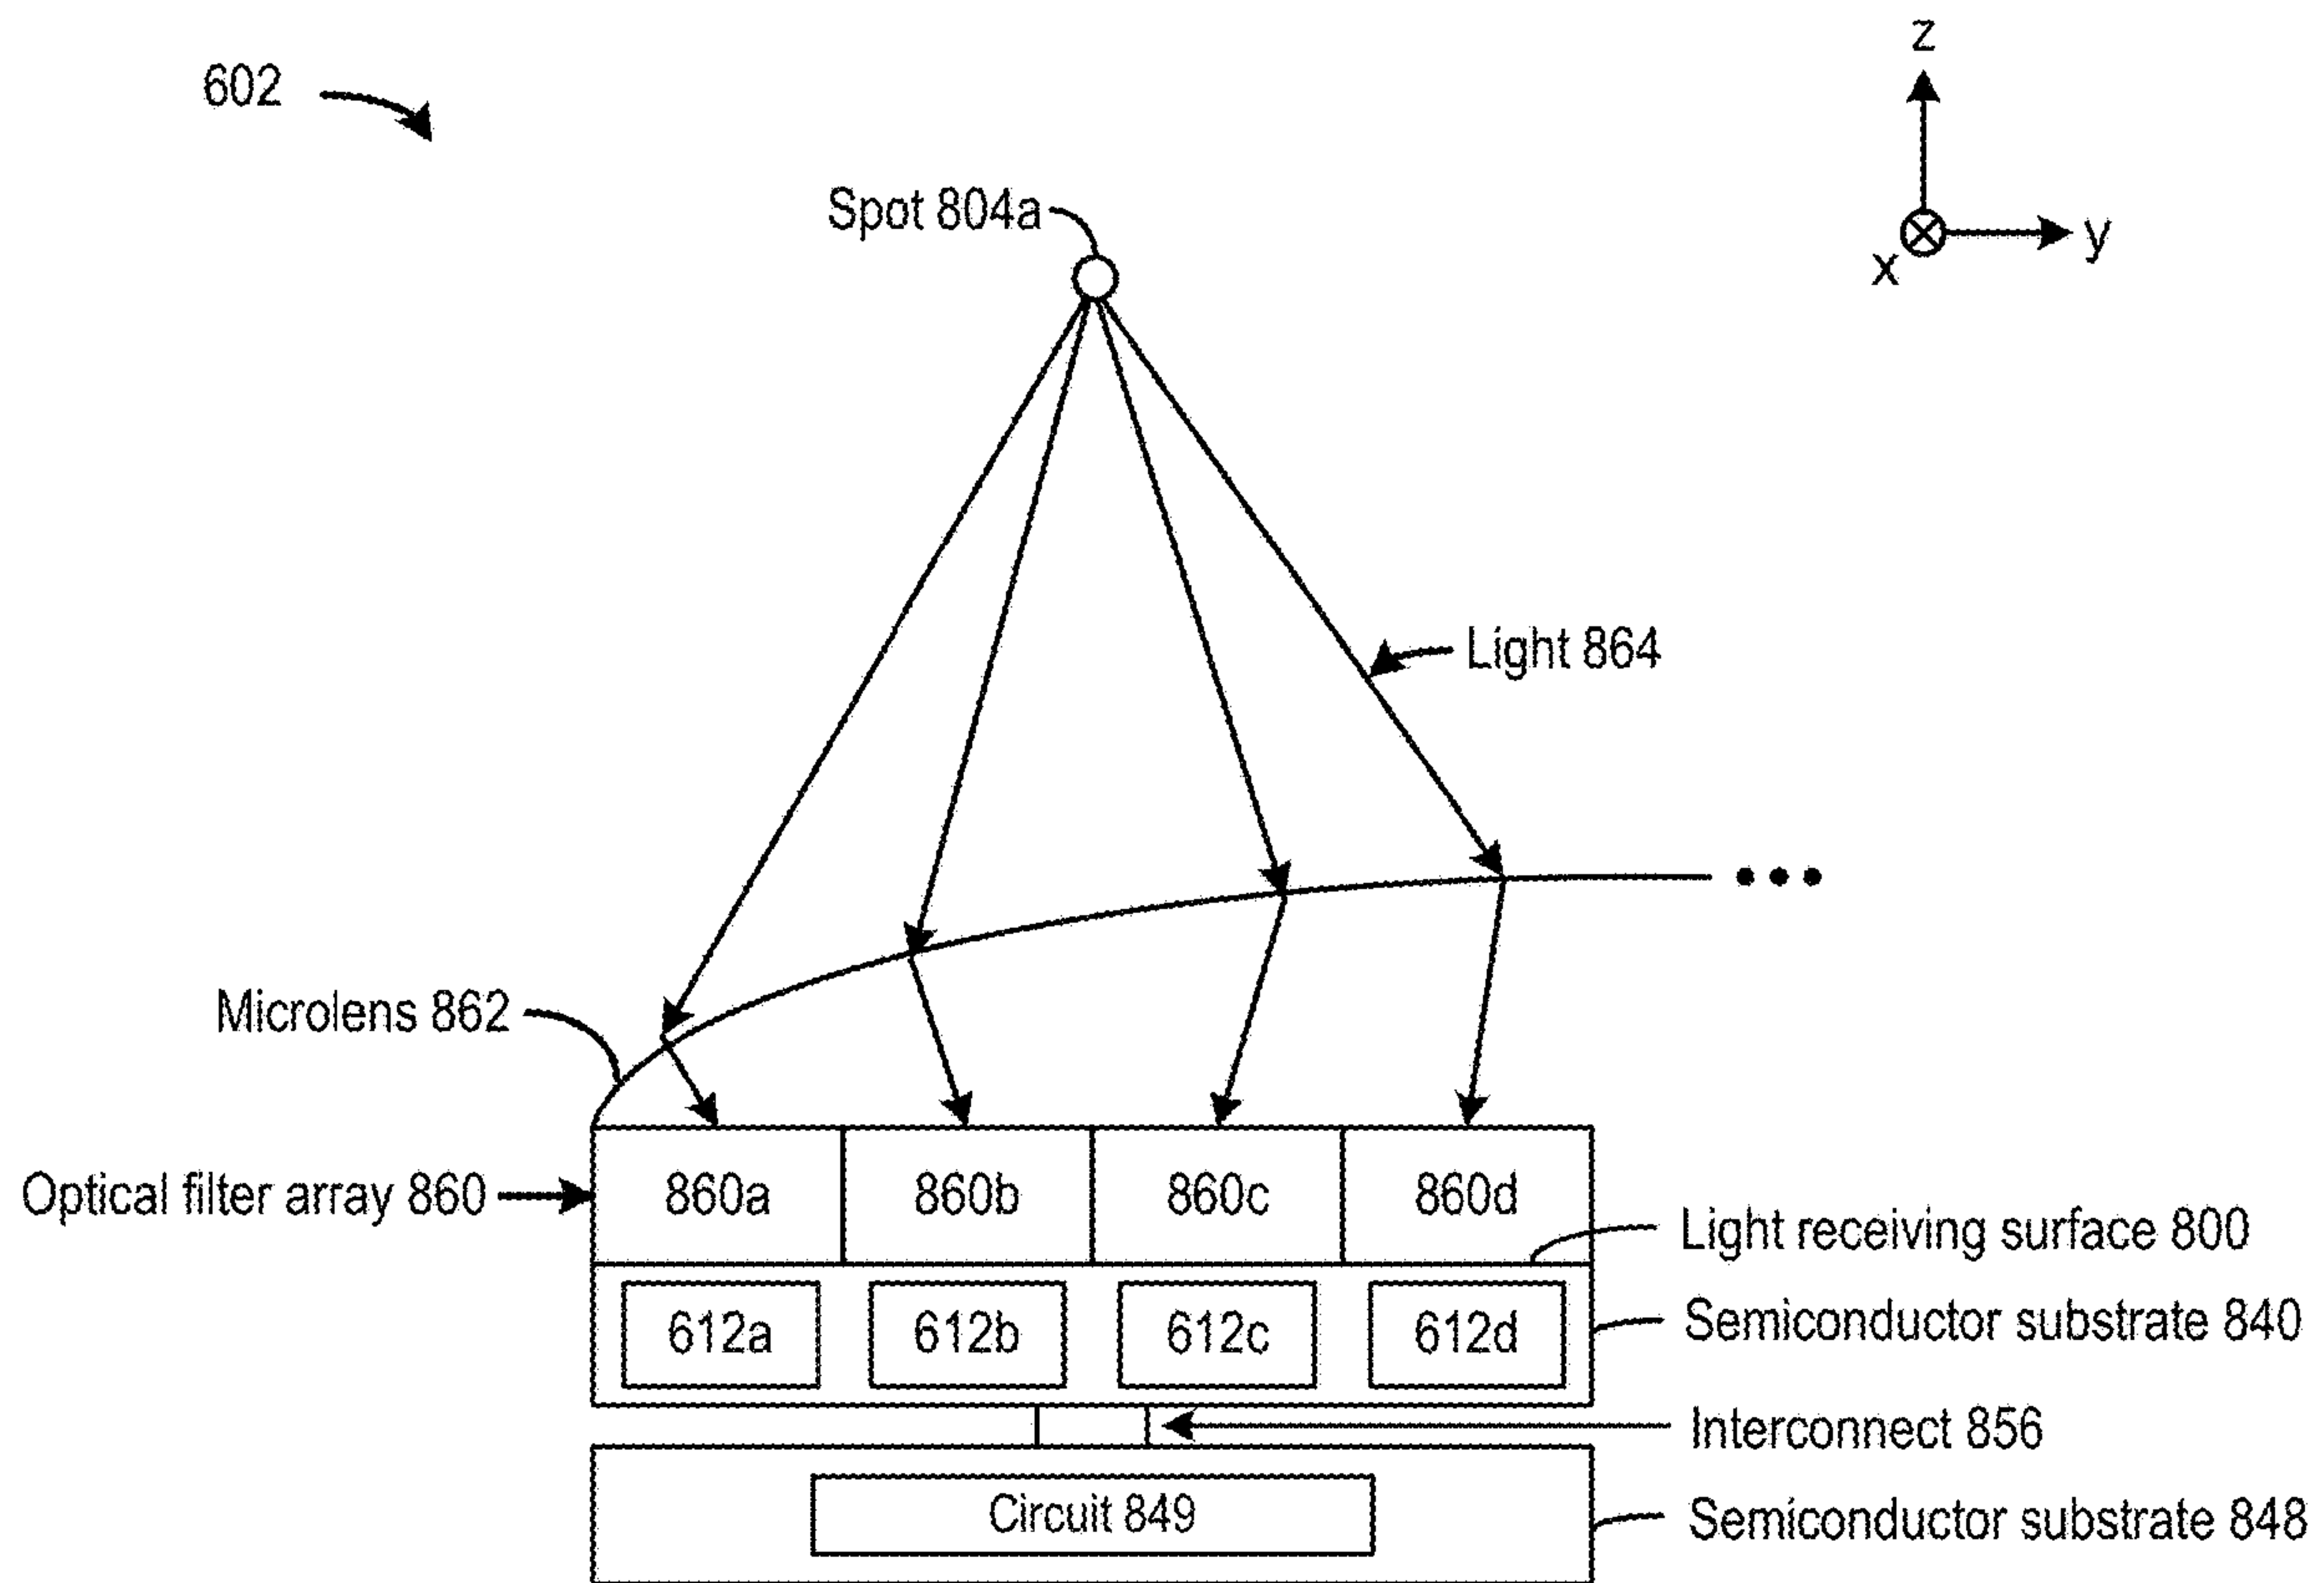 602
z
y
x
Spot 804a
Light 864
Microlens 862
Optical filter array 860
860a 860b 860c 860d
Light receiving surface 800
612a 612b 612c 612d
Semiconductor substrate 840
Interconnect 856
Circuit 849
Semiconductor substrate 848